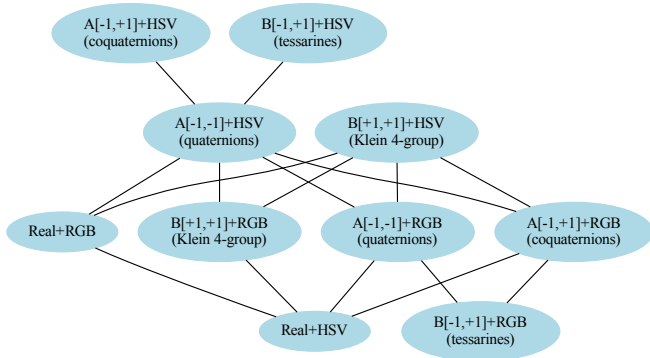 A[-1,+1]+HSV
(coquaternions)
B[-1,+1]+HSV
(tessarines)
A[-1,-1]+HSV
(quaternions)
B[+1,+1]+HSV
(Klein 4-group)
Real+RGB
B[+1,+1]+RGB
(Klein 4-group)
A[-1,-1]+RGB
(quaternions)
A[-1,+1]+RGB
(coquaternions)
Real+HSV
B[-1,+1]+RGB
(tessarines)